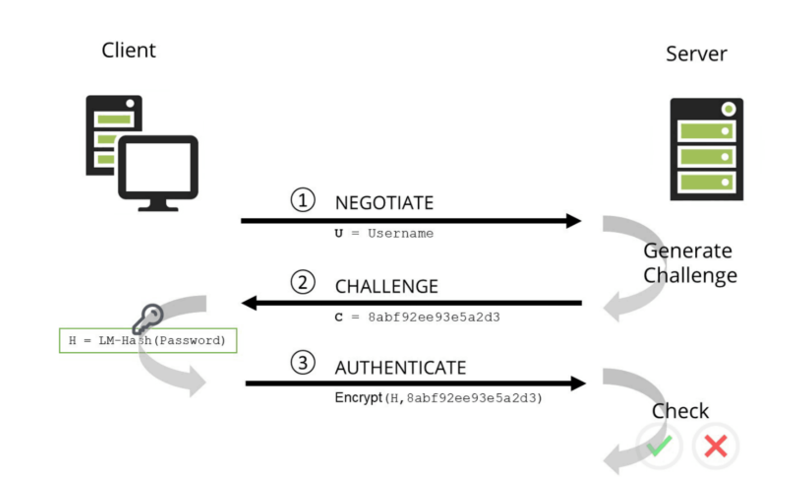 Client
Server
① NEGOTIATE
U = Username
Generate
Challenge
② CHALLENGE
C = 8abf92ee93e5a2d3
H = LM-Hash(Password)
③ AUTHENTICATE
Encrypt(H,8abf92ee93e5a2d3)
Check